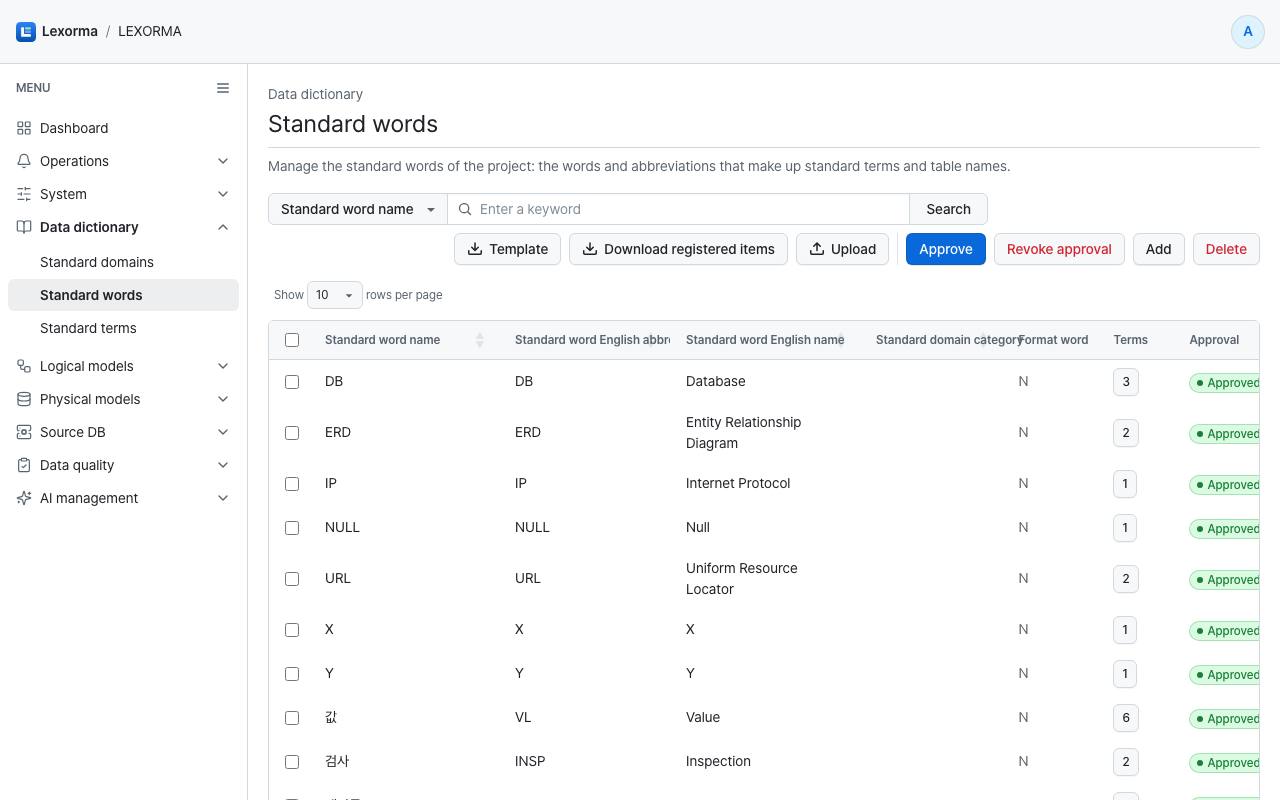 Lexorma / LEXORMA
A
MENU
Dashboard
Operations
System
Data dictionary
Standard domains
Standard words
Standard terms
Logical models
Physical models
Source DB
Data quality
AI management
Data dictionary
Standard words
Manage the standard words of the project: the words and abbreviations that make up standard terms and table names.
Standard word name Enter a keyword Search
Template Download registered items Upload Approve Revoke approval Add Delete
Show 10 rows per page
Standard word name Standard word English abbr Standard word English name Standard domain category Format word Terms Approval
DB DB Database N 3 Approved
ERD ERD Entity Relationship Diagram N 2 Approved
IP IP Internet Protocol N 1 Approved
NULL NULL Null N 1 Approved
URL URL Uniform Resource Locator N 2 Approved
X X X N 1 Approved
Y Y Y N 1 Approved
값 VL Value N 6 Approved
검사 INSP Inspection N 2 Approved